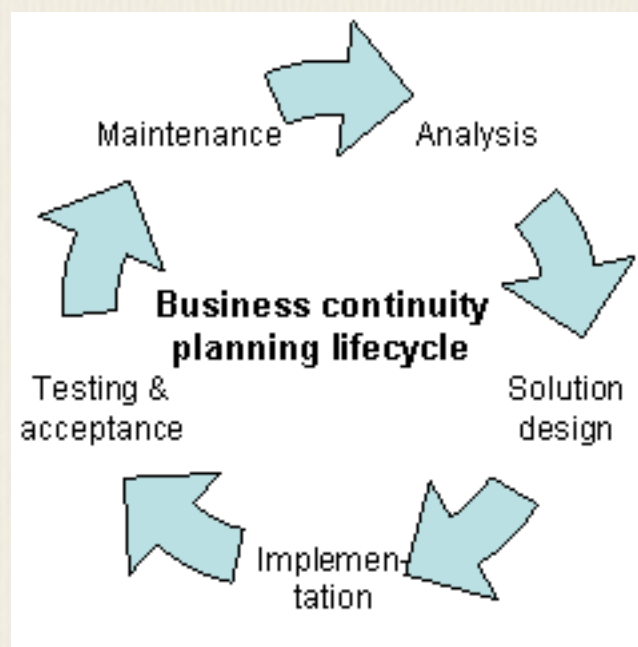 Maintenance
Analysis
Business continuity
planning lifecycle
Testing &
acceptance
Solution
design
Implemen-
tation